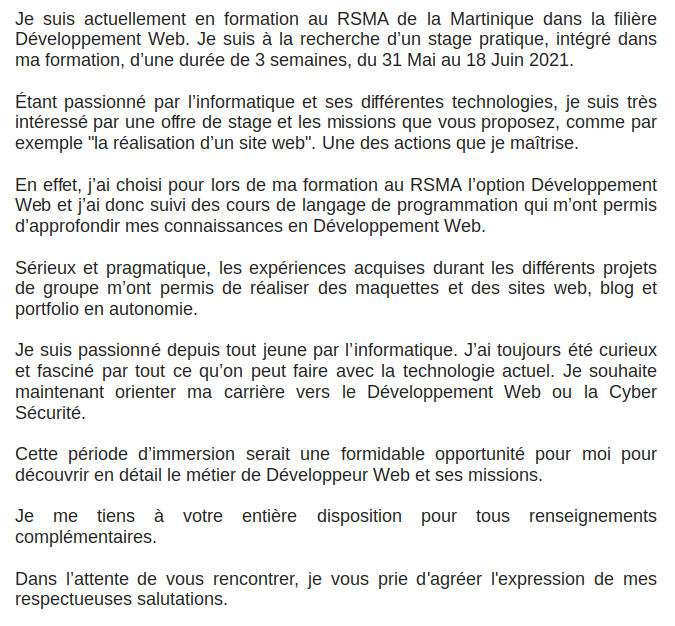 Je suis actuellement en formation au RSMA de la Martinique dans la filière
Développement Web. Je suis à la recherche d’un stage pratique, intégré dans
ma formation, d’une durée de 3 semaines, du 31 Mai au 18 Juin 2021.
Étant passionné par l’informatique et ses différentes technologies, je suis très
intéressé par une offre de stage et les missions que vous proposez, comme par
exemple "la réalisation d’un site web". Une des actions que je maîtrise.
En effet, j’ai choisi pour lors de ma formation au RSMA l’option Développement
Web et j’ai donc suivi des cours de langage de programmation qui m’ont permis
d’approfondir mes connaissances en Développement Web.
Sérieux et pragmatique, les expériences acquises durant les différents projets
de groupe m’ont permis de réaliser des maquettes et des sites web, blog et
portfolio en autonomie.
Je suis passionné depuis tout jeune par l’informatique. J’ai toujours été curieux
et fasciné par tout ce qu’on peut faire avec la technologie actuel. Je souhaite
maintenant orienter ma carrière vers le Développement Web ou la Cyber
Sécurité.
Cette période d’immersion serait une formidable opportunité pour moi pour
découvrir en détail le métier de Développeur Web et ses missions.
Je me tiens à votre entière disposition pour tous renseignements
complémentaires.
Dans l’attente de vous rencontrer, je vous prie d'agréer l'expression de mes
respectueuses salutations.